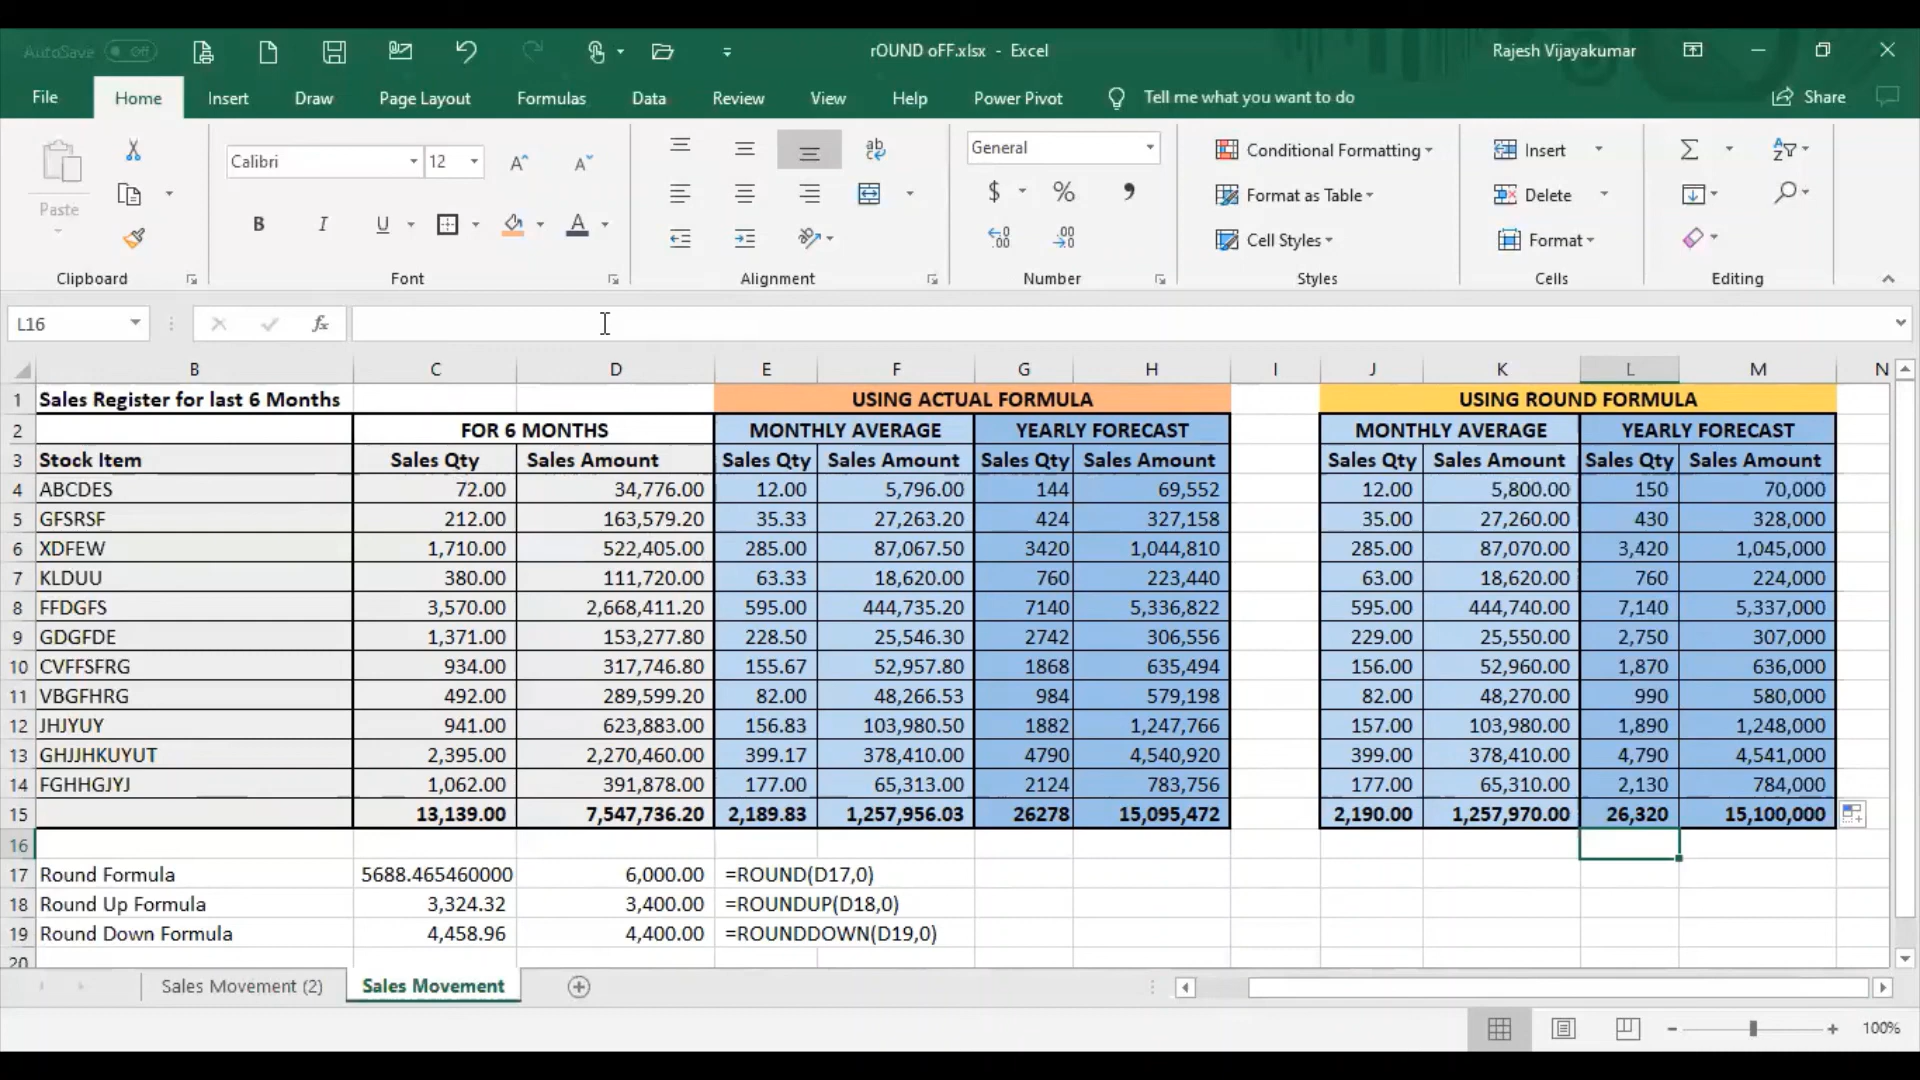 AutoSave Off rOUND oFF.xlsx - Excel Rajesh Vijayakumar
File Home Insert Draw Page Layout Formulas Data Review View Help Power Pivot Tell me what you want to do Share
Paste Calibri 12 General Conditional Formatting Insert
Format as Table Delete
B I U Cell Styles Format
Clipboard Font Alignment Number Styles Cells Editing
L16 fx
B C D E F G H I J K L M N
1 Sales Register for last 6 Months USING ACTUAL FORMULA USING ROUND FORMULA
2 FOR 6 MONTHS MONTHLY AVERAGE YEARLY FORECAST MONTHLY AVERAGE YEARLY FORECAST
3 Stock Item Sales Qty Sales Amount Sales Qty Sales Amount Sales Qty Sales Amount Sales Qty Sales Amount Sales Qty Sales Amount
4 ABCDES 72.00 34,776.00 12.00 5,796.00 144 69,552 12.00 5,800.00 150 70,000
5 GFSRSF 212.00 163,579.20 35.33 27,263.20 424 327,158 35.00 27,260.00 430 328,000
6 XDFEW 1,710.00 522,405.00 285.00 87,067.50 3420 1,044,810 285.00 87,070.00 3,420 1,045,000
7 KLDUU 380.00 111,720.00 63.33 18,620.00 760 223,440 63.00 18,620.00 760 224,000
8 FFDGFS 3,570.00 2,668,411.20 595.00 444,735.20 7140 5,336,822 595.00 444,740.00 7,140 5,337,000
9 GDGFDE 1,371.00 153,277.80 228.50 25,546.30 2742 306,556 229.00 25,550.00 2,750 307,000
10 CVFFSFRG 934.00 317,746.80 155.67 52,957.80 1868 635,494 156.00 52,960.00 1,870 636,000
11 VBGFHRG 492.00 289,599.20 82.00 48,266.53 984 579,198 82.00 48,270.00 990 580,000
12 JHJYUY 941.00 623,883.00 156.83 103,980.50 1882 1,247,766 157.00 103,980.00 1,890 1,248,000
13 GHJJHKUYUT 2,395.00 2,270,460.00 399.17 378,410.00 4790 4,540,920 399.00 378,410.00 4,790 4,541,000
14 FGHHGJYJ 1,062.00 391,878.00 177.00 65,313.00 2124 783,756 177.00 65,310.00 2,130 784,000
15 13,139.00 7,547,736.20 2,189.83 1,257,956.03 26278 15,095,472 2,190.00 1,257,970.00 26,320 15,100,000
16
17 Round Formula 5688.465460000 6,000.00 =ROUND(D17,0)
18 Round Up Formula 3,324.32 3,400.00 =ROUNDUP(D18,0)
19 Round Down Formula 4,458.96 4,400.00 =ROUNDDOWN(D19,0)
20
Sales Movement (2) Sales Movement
100%